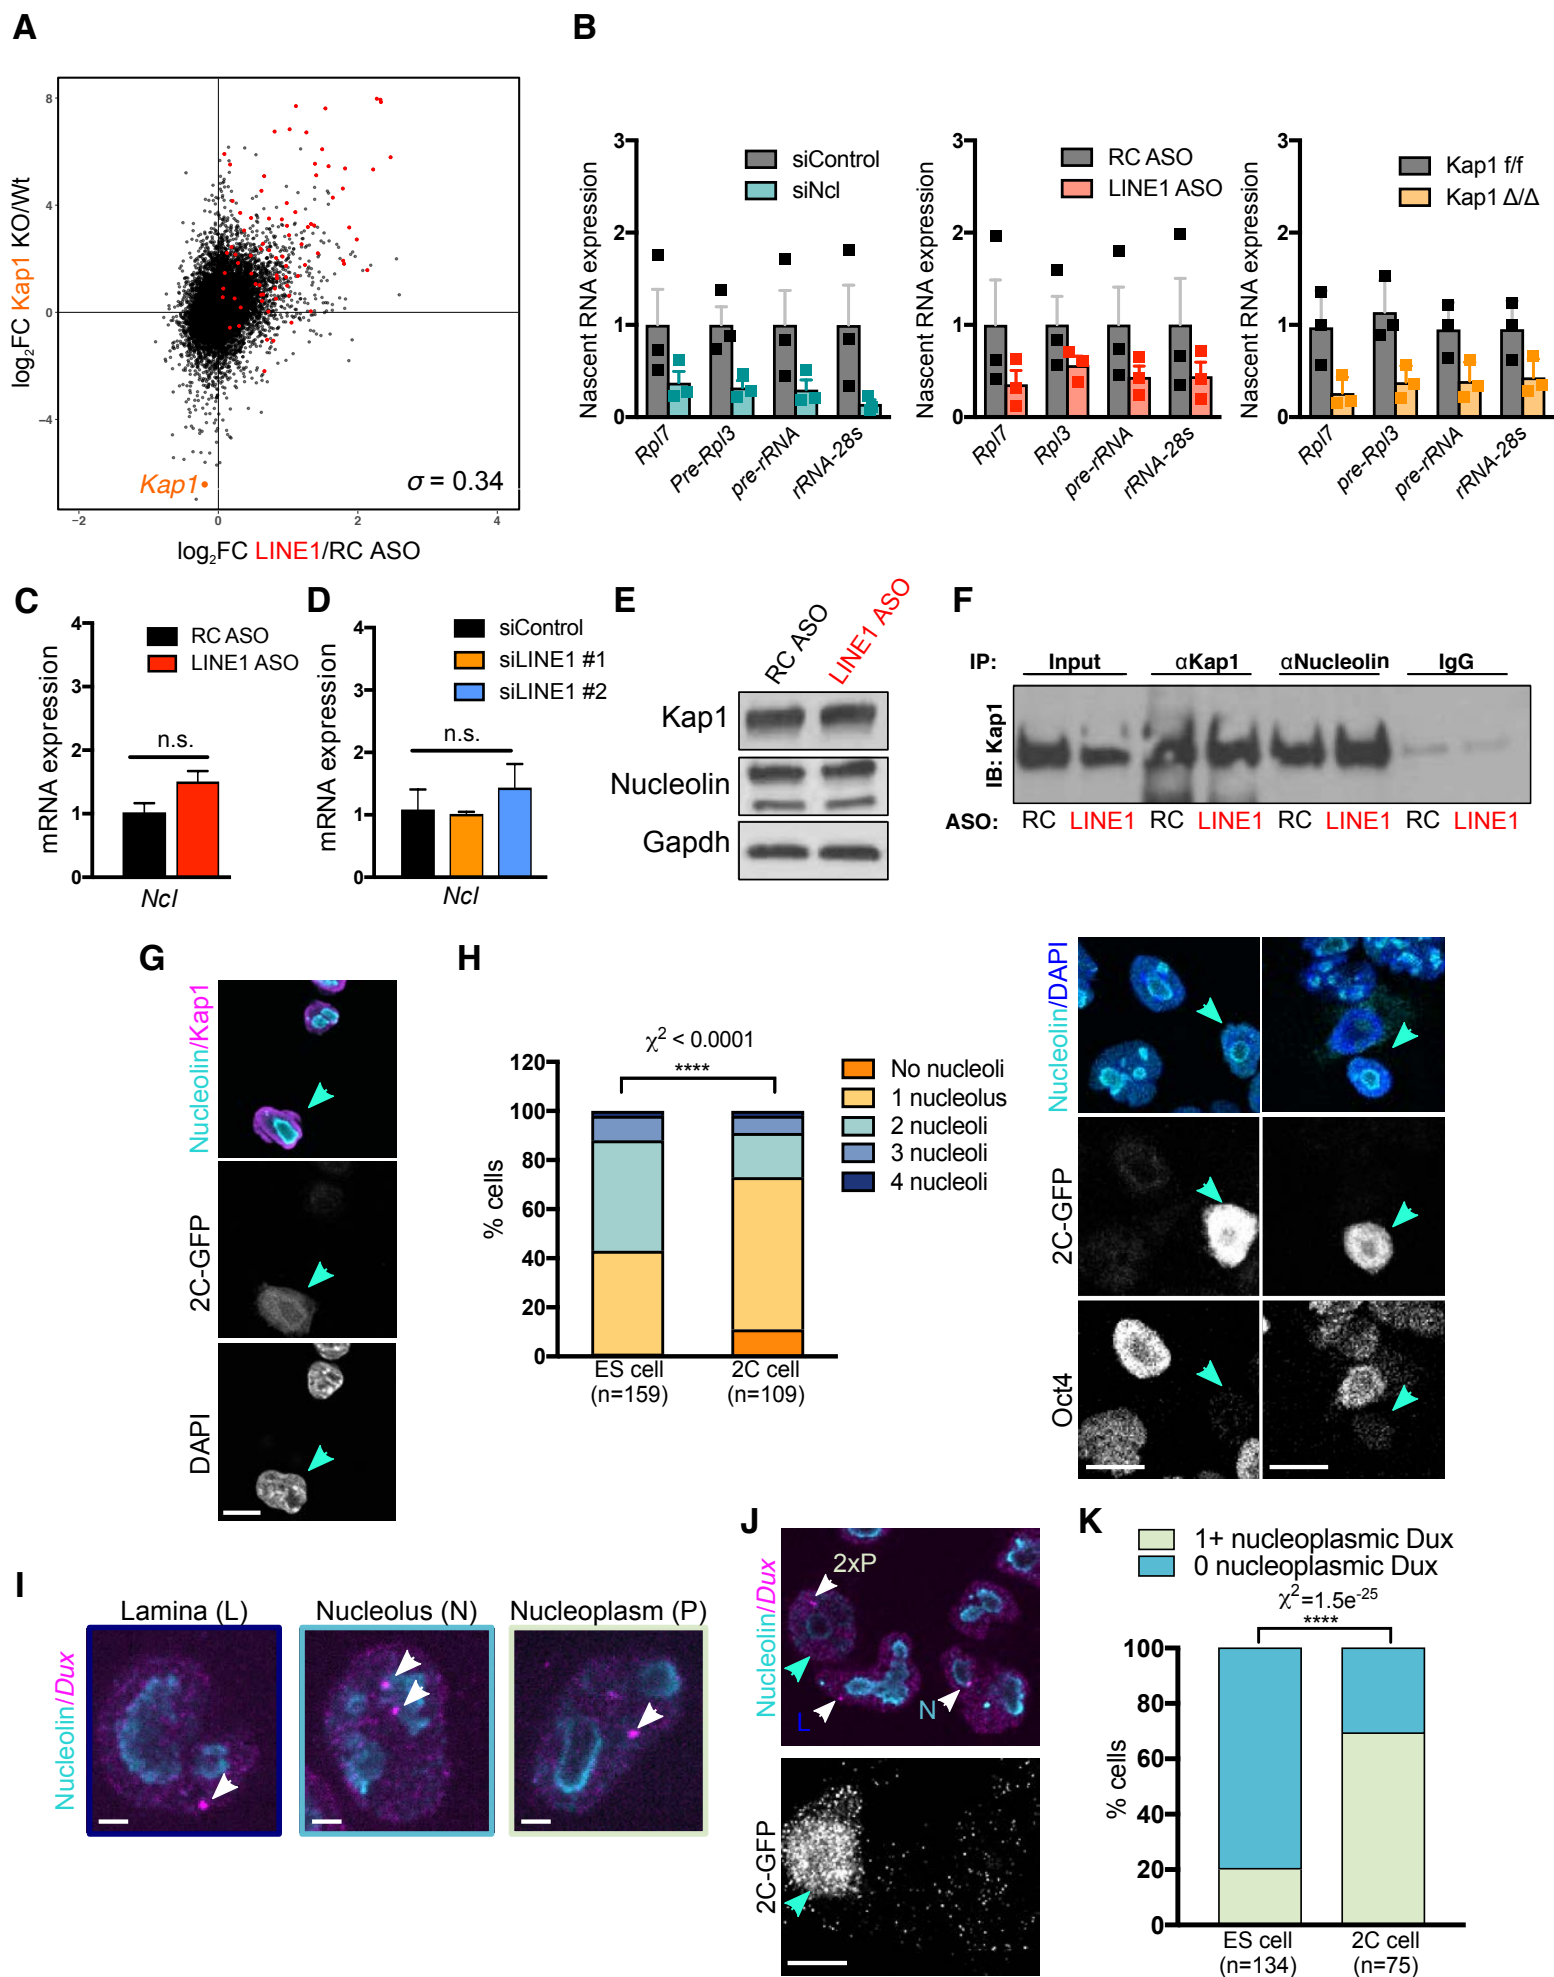 A
log₂FC Kap1 KO/Wt
8
4
0
−4
Kap1
σ = 0.34
−2
0
2
4
log₂FC LINE1/RC ASO
B
Nascent RNA expression
3
2
1
0
siControl
siNcl
Rpl7
Pre-Rpl3
pre-rRNA
rRNA-28s
Nascent RNA expression
3
2
1
0
RC ASO
LINE1 ASO
Rpl7
Rpl3
pre-rRNA
rRNA-28s
Nascent RNA expression
3
2
1
0
Kap1 f/f
Kap1 Δ/Δ
Rpl7
pre-Rpl3
pre-rRNA
rRNA-28s
C
mRNA expression
4
3
2
1
0
RC ASO
LINE1 ASO
n.s.
Ncl
D
mRNA expression
4
3
2
1
0
siControl
siLINE1 #1
siLINE1 #2
n.s.
Ncl
E
RC ASO
LINE1 ASO
Kap1
Nucleolin
Gapdh
F
IP: Input αKap1 αNucleolin IgG
IB: Kap1
ASO: RC LINE1 RC LINE1 RC LINE1 RC LINE1
G
Nucleolin/Kap1
2C-GFP
DAPI
H
χ² < 0.0001
****
% cells
120
100
80
60
40
20
0
ES cell
(n=159)
2C cell
(n=109)
No nucleoli
1 nucleolus
2 nucleoli
3 nucleoli
4 nucleoli
Nucleolin/DAPI
2C-GFP
Oct4
I
Nucleolin/Dux
Lamina (L)
Nucleolus (N)
Nucleoplasm (P)
J
Nucleolin/Dux
2xP
L
N
2C-GFP
K
1+ nucleoplasmic Dux
0 nucleoplasmic Dux
χ²=1.5e⁻²⁵
****
% cells
100
80
60
40
20
0
ES cell
(n=134)
2C cell
(n=75)